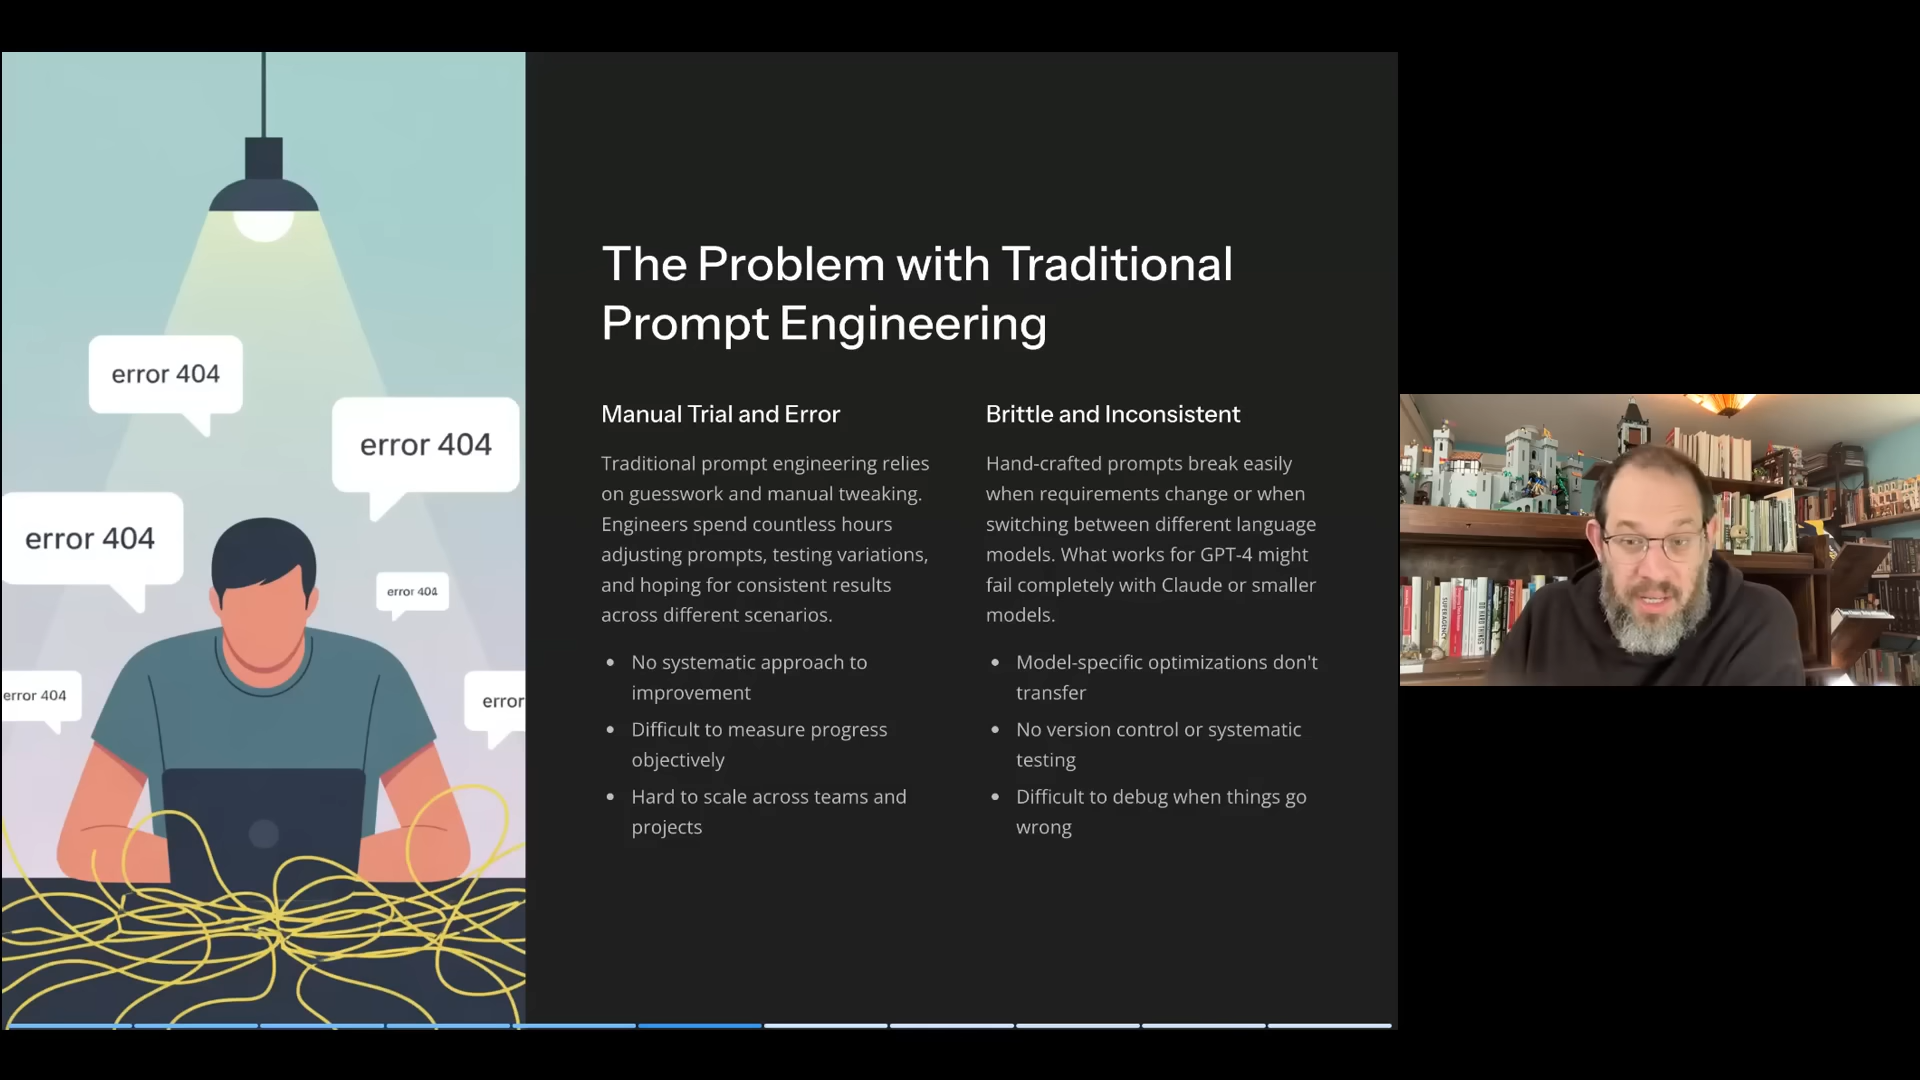 error 404
error 404
error 404
error 404
error 404
error
The Problem with Traditional
Prompt Engineering
Manual Trial and Error
Traditional prompt engineering relies
on guesswork and manual tweaking.
Engineers spend countless hours
adjusting prompts, testing variations,
and hoping for consistent results
across different scenarios.
• No systematic approach to
improvement
• Difficult to measure progress
objectively
• Hard to scale across teams and
projects
Brittle and Inconsistent
Hand-crafted prompts break easily
when requirements change or when
switching between different language
models. What works for GPT-4 might
fail completely with Claude or smaller
models.
• Model-specific optimizations don't
transfer
• No version control or systematic
testing
• Difficult to debug when things go
wrong
SUPERAGENCY